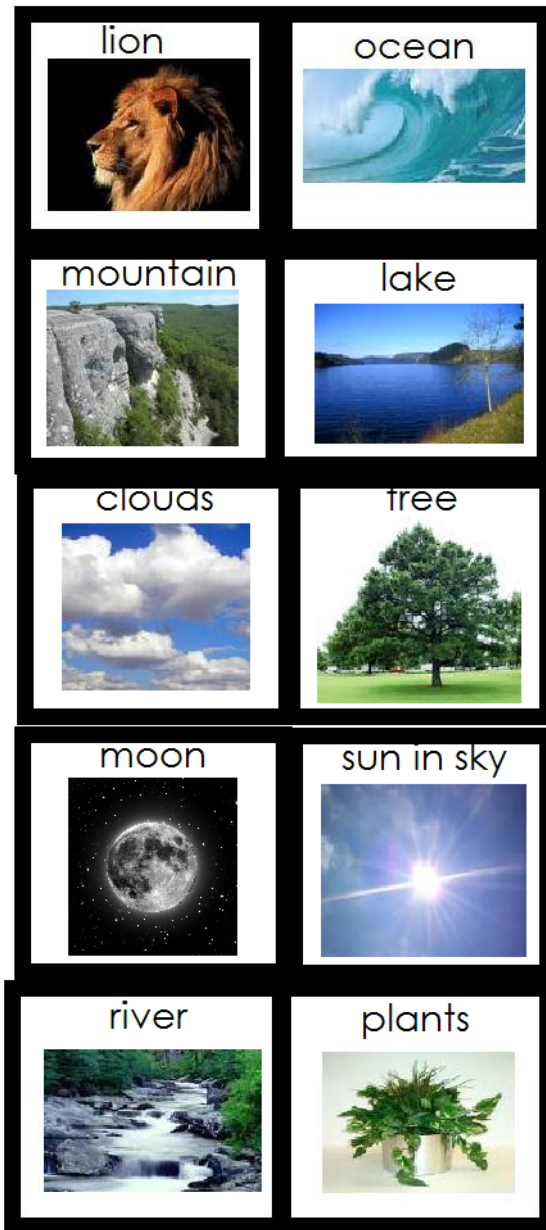 lion
ocean
mountain
lake
clouds
tree
moon
sun in sky
river
plants